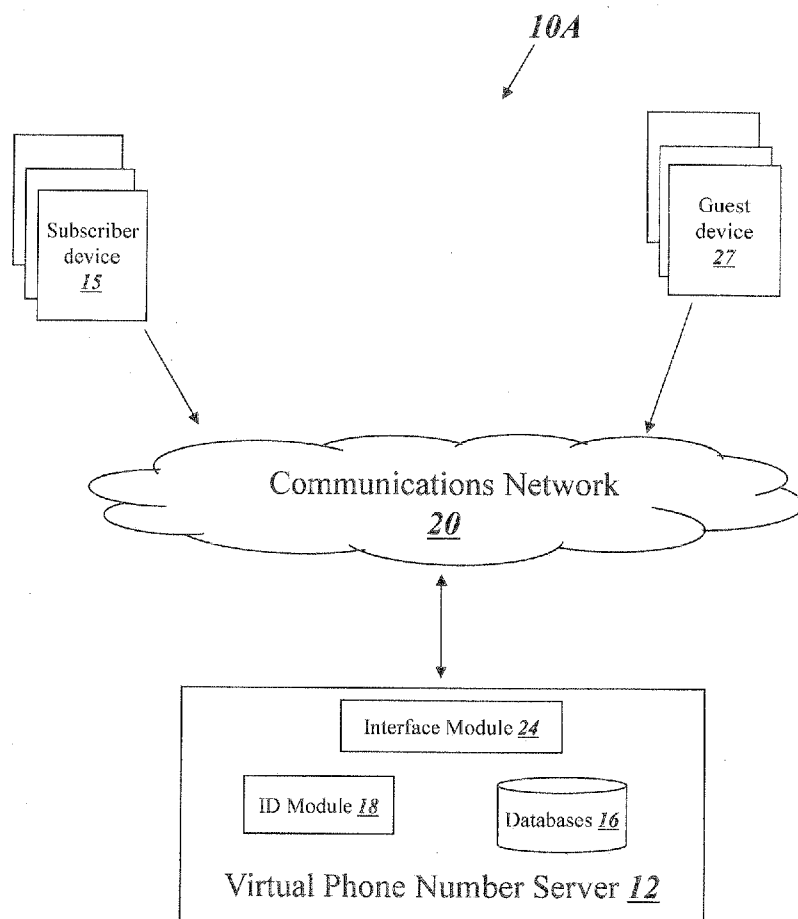 10A
Subscriber
device
15
Guest
device
27
Communications Network
20
Interface Module 24
ID Module 18
Databases 16
Virtual Phone Number Server 12